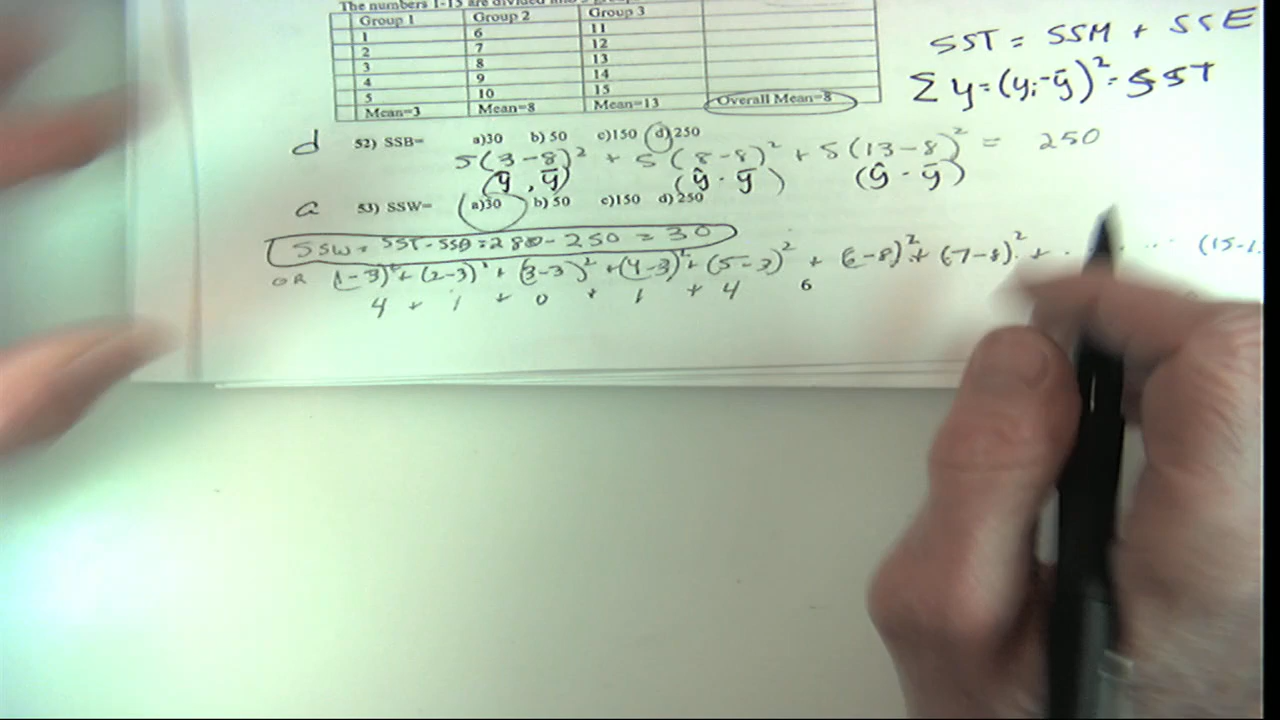 The numbers 1-15 are divided into 3
Group 1 Group 2 Group 3
1 6 11
2 7 12
3 8 13
4 9 14
5 10 15
Mean=3 Mean=8 Mean=13 Overall Mean=8
SST = SSM + SSE
Σ y = (yᵢ - ȳ)² = SST
d 52) SSB= a)30 b) 50 c)150 d) 250
5(3-8)² + 5(8-8)² + 5(13-8)² = 250
(ŷ, ȳ) (ŷ - ȳ) (ŷ - ȳ)
a 53) SSW= a)30 b) 50 c)150 d) 250
SSW = SST - SSB = 280 - 250 = 30
OR (1-3)² + (2-3)² + (3-3)² + (4-3)² + (5-3)² + (6-8)² + (7-8)² + ...... (15-1
4 + 1 + 0 + 1 + 4 6